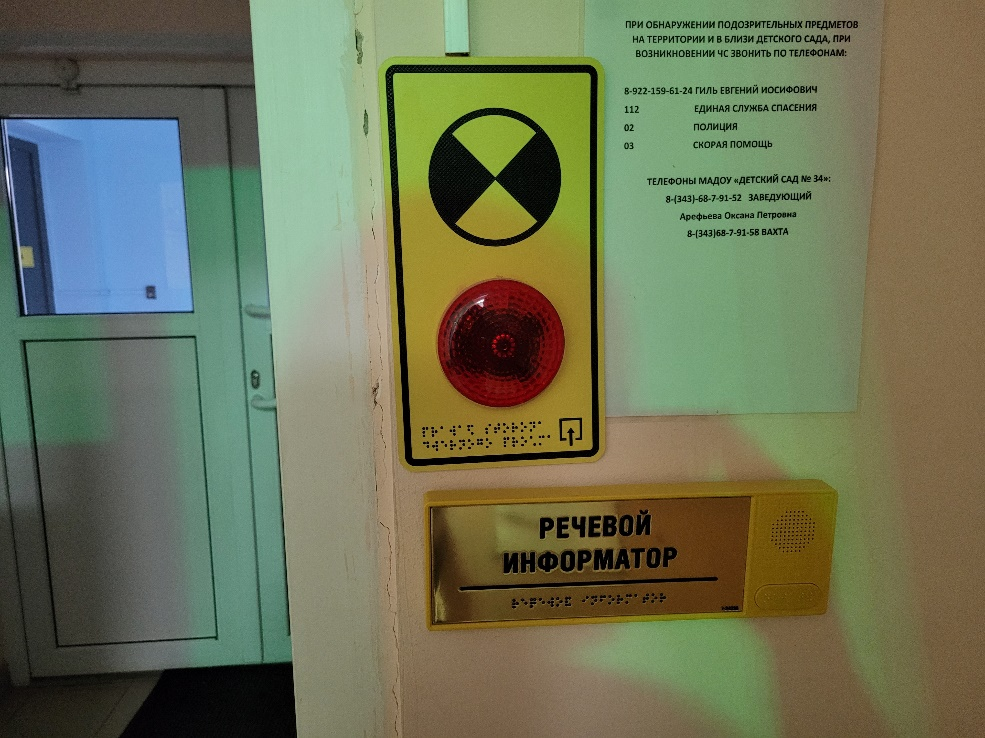 ПРИ ОБНАРУЖЕНИИ ПОДОЗРИТЕЛЬНЫХ ПРЕДМЕТОВ
НА ТЕРРИТОРИИ И В БЛИЗИ ДЕТСКОГО САДА, ПРИ
ВОЗНИКНОВЕНИИ ЧС ЗВОНИТЬ ПО ТЕЛЕФОНАМ:
8-922-159-61-24 ГИЛЬ ЕВГЕНИЙ ИОСИФОВИЧ
112 ЕДИНАЯ СЛУЖБА СПАСЕНИЯ
02 ПОЛИЦИЯ
03 СКОРАЯ ПОМОЩЬ
ТЕЛЕФОНЫ МАДОУ «ДЕТСКИЙ САД № 34»:
8-(343)-68-7-91-52 ЗАВЕДУЮЩИЙ
Арефьева Оксана Петровна
8-(343)68-7-91-58 ВАХТА
РЕЧЕВОЙ
ИНФОРМАТОР